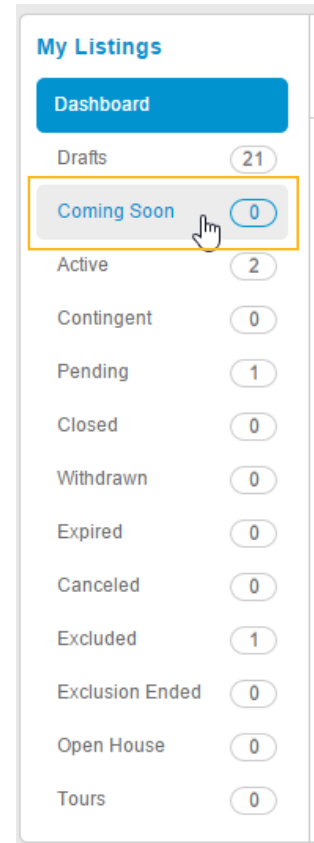 My Listings
Dashboard
Drafts 21
Coming Soon 0
Active 2
Contingent 0
Pending 1
Closed 0
Withdrawn 0
Expired 0
Canceled 0
Excluded 1
Exclusion Ended 0
Open House 0
Tours 0